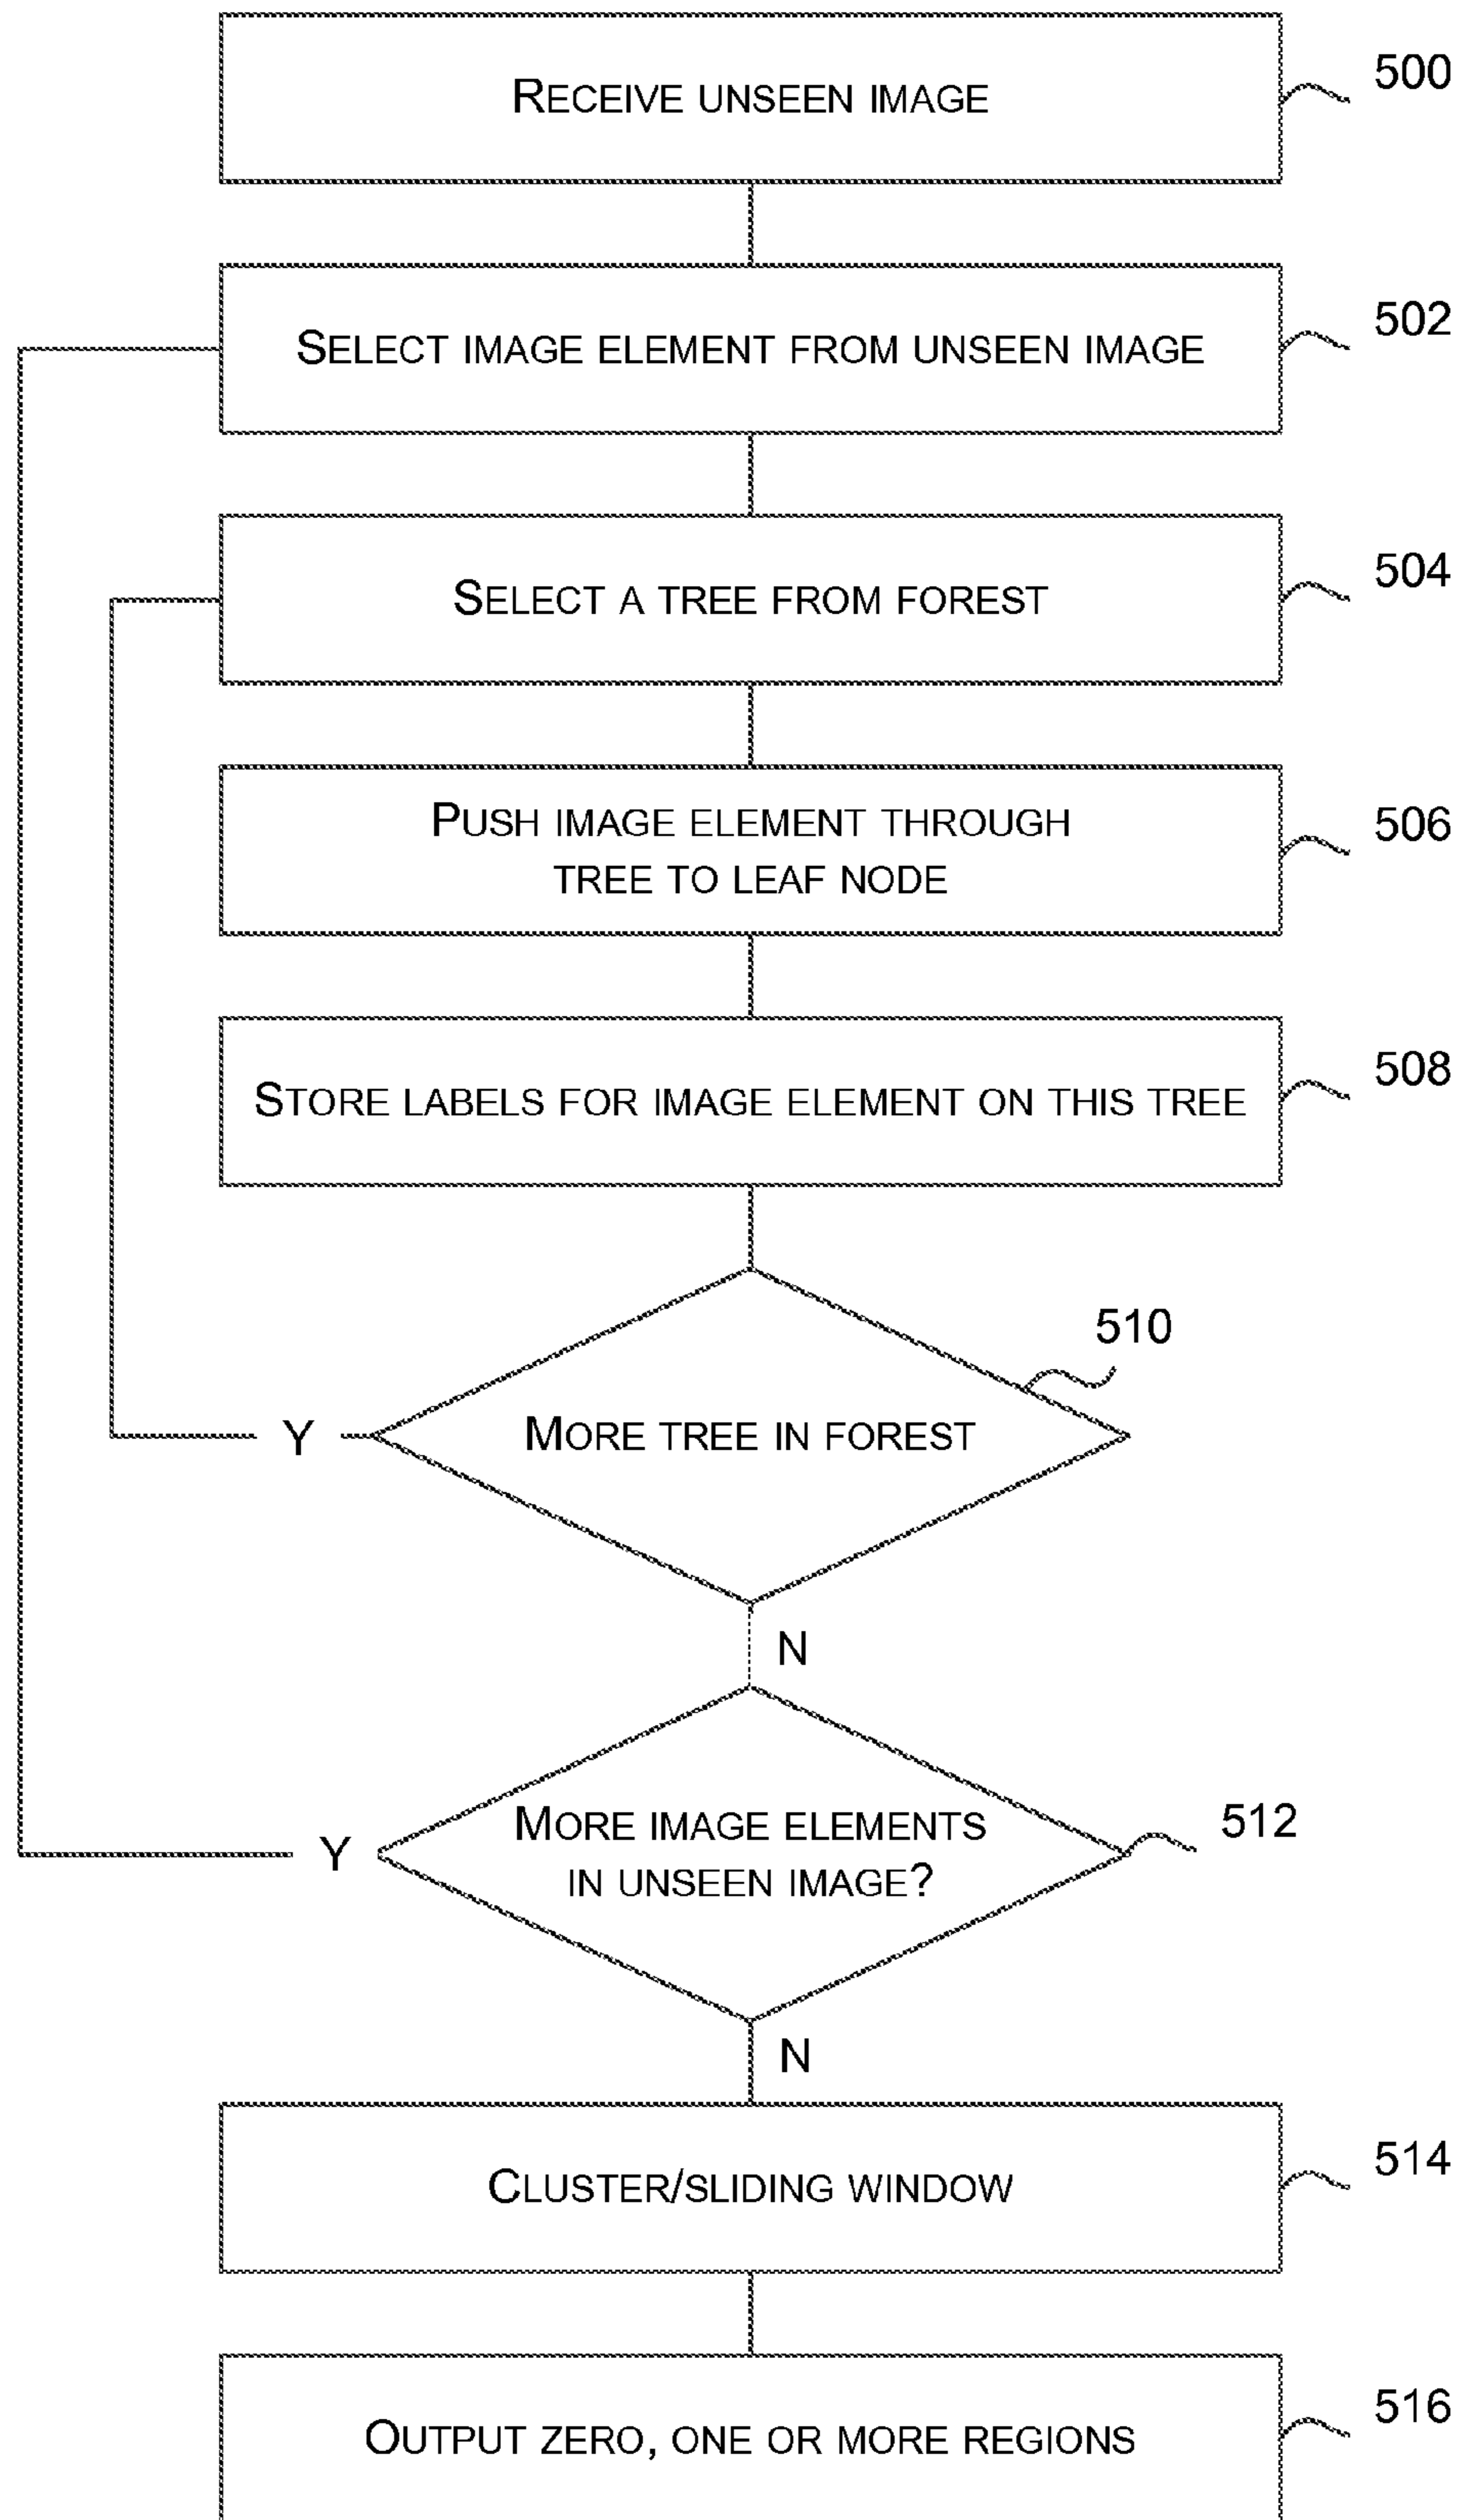 RECEIVE UNSEEN IMAGE
500
SELECT IMAGE ELEMENT FROM UNSEEN IMAGE
502
SELECT A TREE FROM FOREST
504
PUSH IMAGE ELEMENT THROUGH
TREE TO LEAF NODE
506
STORE LABELS FOR IMAGE ELEMENT ON THIS TREE
508
510
MORE TREE IN FOREST
Y
N
MORE IMAGE ELEMENTS
IN UNSEEN IMAGE?
512
Y
N
CLUSTER/SLIDING WINDOW
514
OUTPUT ZERO, ONE OR MORE REGIONS
516